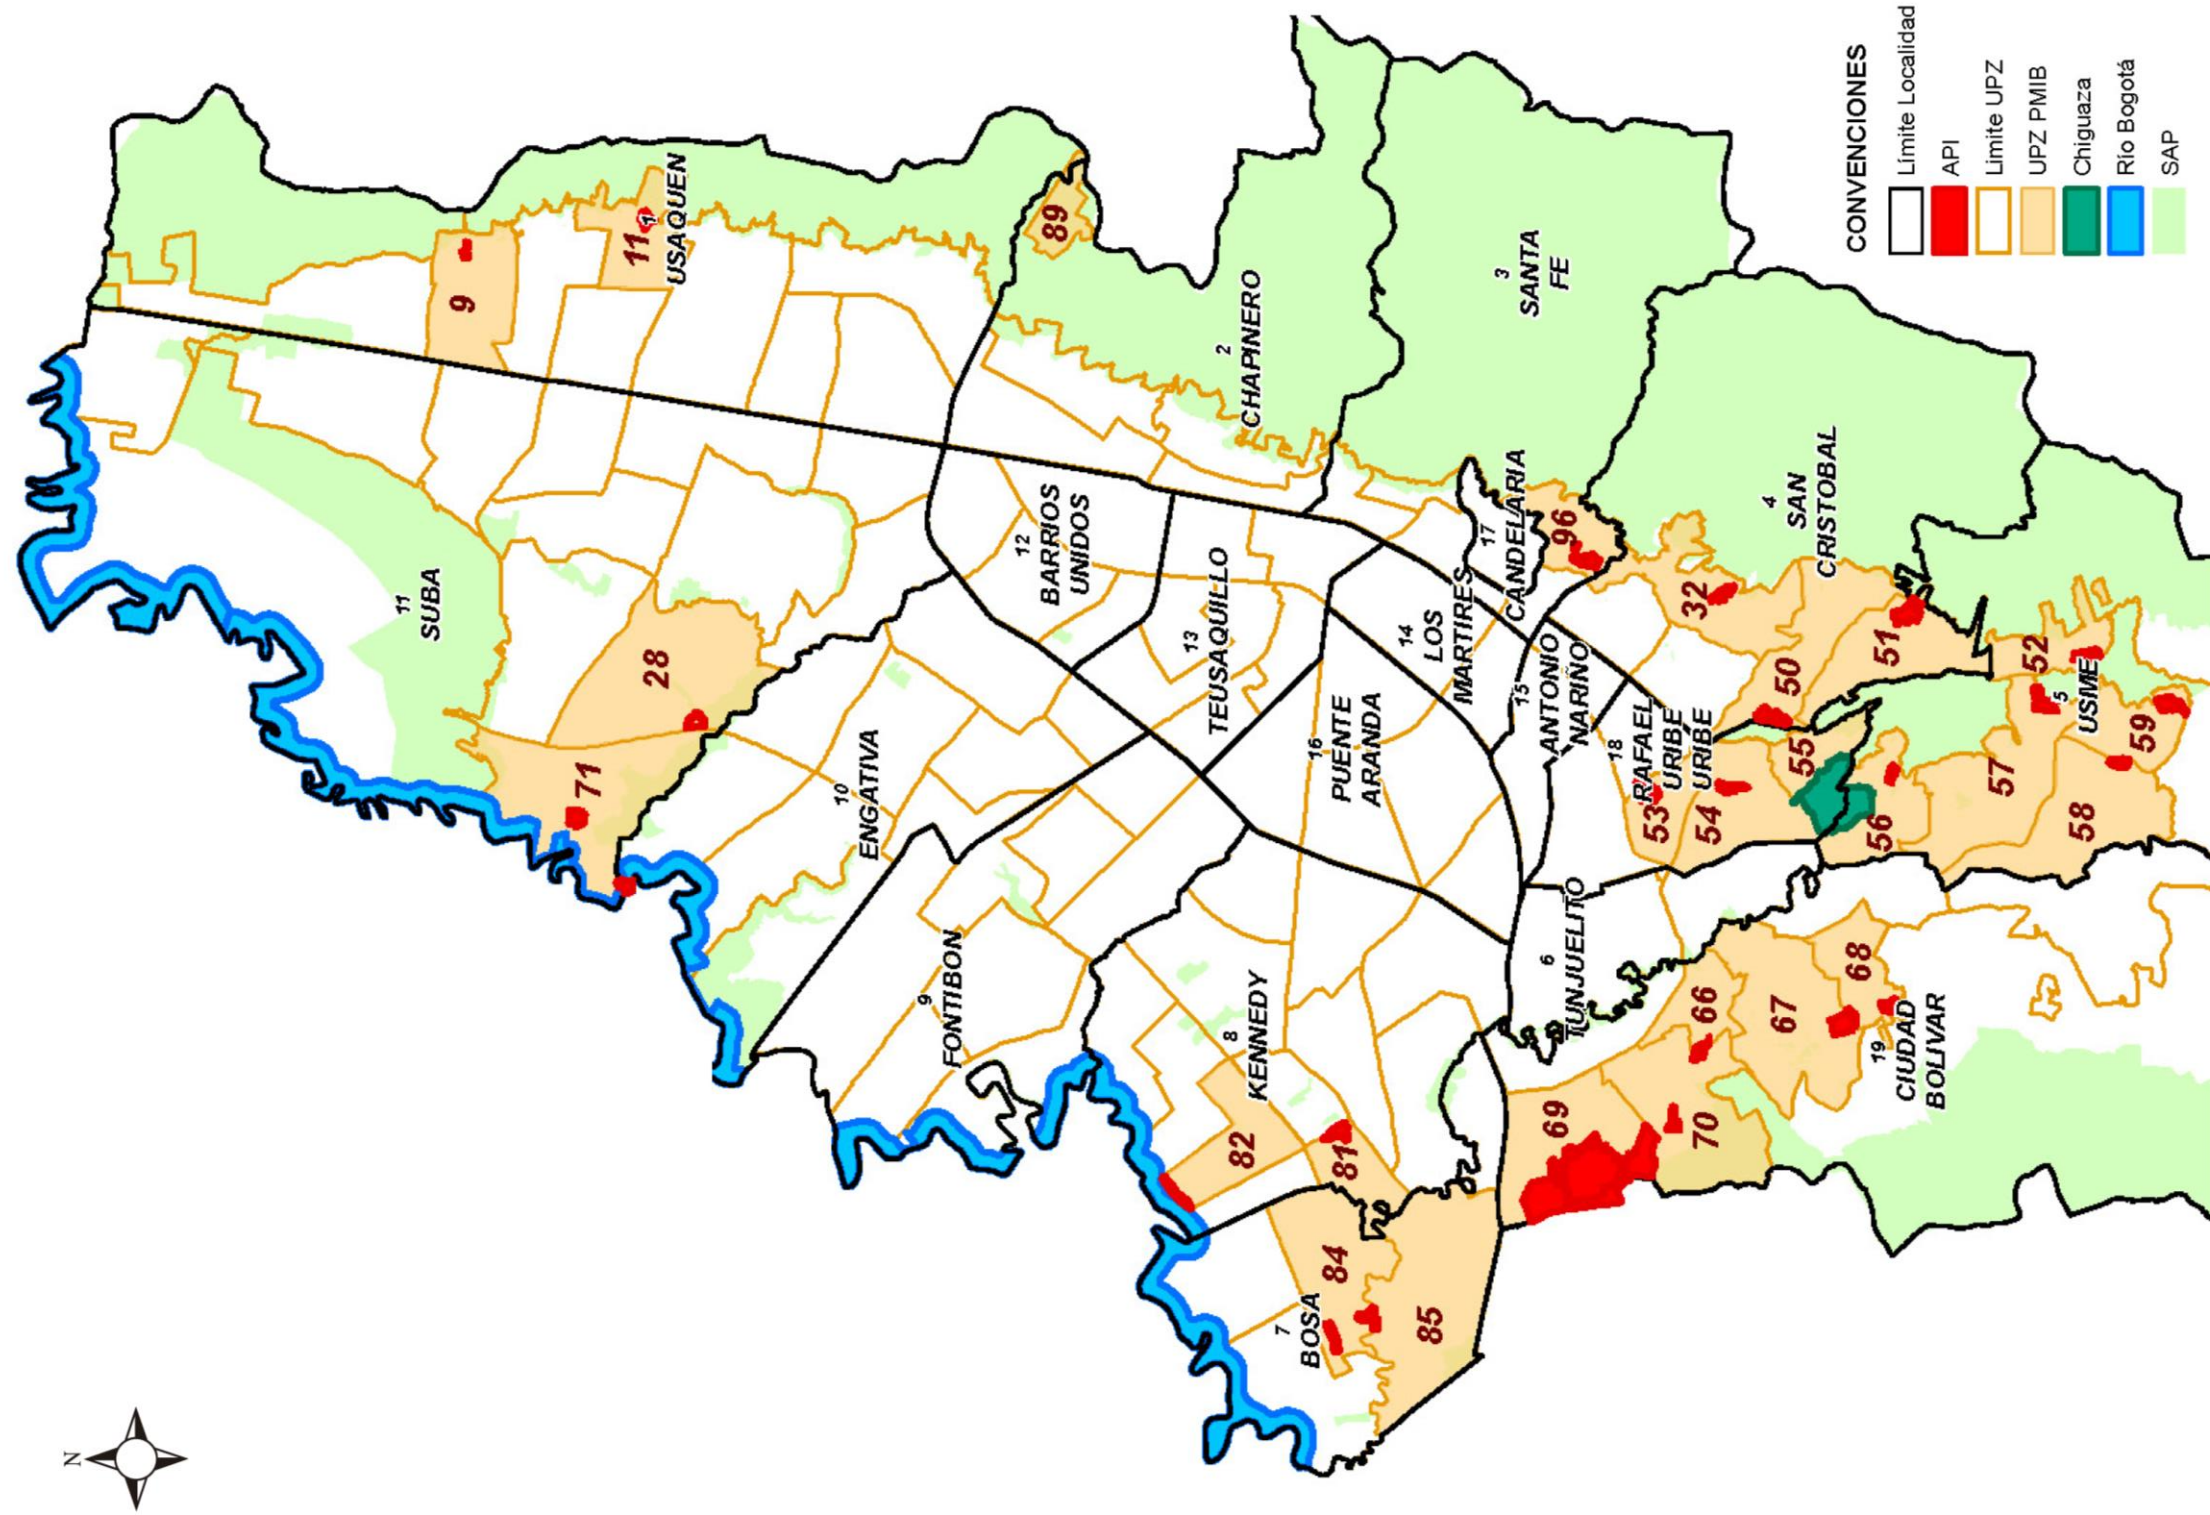 N
9
11
1
USAQUEN
89
11
SUBA
28
71
12
BARRIOS
UNIDOS
2
CHAPINERO
3
SANTA
FE
10
ENGATIVA
13
TEUSAQUILLO
9
FONTIBON
14
LOS
MARTIRES
17
CANDELARIA
96
4
SAN
CRISTOBAL
32
50
51
16
PUENTE
ARANDA
15
ANTONIO
NARIÑO
18
RAFAEL
URIBE
URIBE
53
54
55
56
52
5
USME
57
58
59
8
KENNEDY
82
81
6
TUNJUELITO
7
BOSA
84
85
69
70
66
67
68
19
CIUDAD
BOLIVAR
CONVENCIONES
Límite Localidad
API
Limite UPZ
UPZ PMIB
Chiguaza
Rio Bogotá
SAP